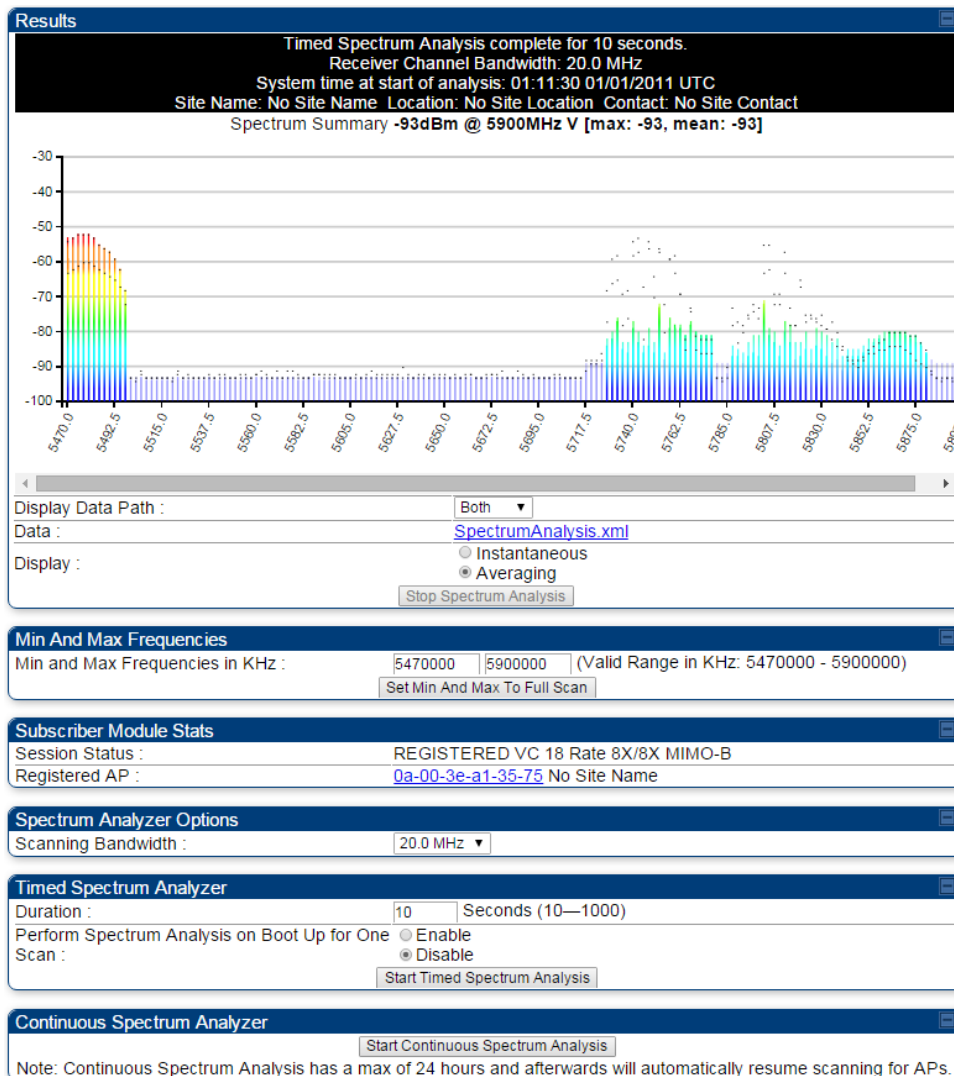 Results
Timed Spectrum Analysis complete for 10 seconds.
Receiver Channel Bandwidth: 20.0 MHz
System time at start of analysis: 01:11:30 01/01/2011 UTC
Site Name: No Site Name Location: No Site Location Contact: No Site Contact
Spectrum Summary -93dBm @ 5900MHz V [max: -93, mean: -93]
-30
-40
-50
-60
-70
-80
-90
-100
5470.0 5492.5 5515.0 5537.5 5560.0 5582.5 5605.0 5627.5 5650.0 5672.5 5695.0 5717.5 5740.0 5762.5 5785.0 5807.5 5830.0 5852.5 5875.0
Display Data Path : Both
Data : SpectrumAnalysis.xml
Display : Instantaneous
Averaging
Stop Spectrum Analysis
Min And Max Frequencies
Min and Max Frequencies in KHz : 5470000 5900000 (Valid Range in KHz: 5470000 - 5900000)
Set Min And Max To Full Scan
Subscriber Module Stats
Session Status : REGISTERED VC 18 Rate 8X/8X MIMO-B
Registered AP : 0a-00-3e-a1-35-75 No Site Name
Spectrum Analyzer Options
Scanning Bandwidth : 20.0 MHz
Timed Spectrum Analyzer
Duration : 10 Seconds (10—1000)
Perform Spectrum Analysis on Boot Up for One Enable
Scan : Disable
Start Timed Spectrum Analysis
Continuous Spectrum Analyzer
Start Continuous Spectrum Analysis
Note: Continuous Spectrum Analysis has a max of 24 hours and afterwards will automatically resume scanning for APs.